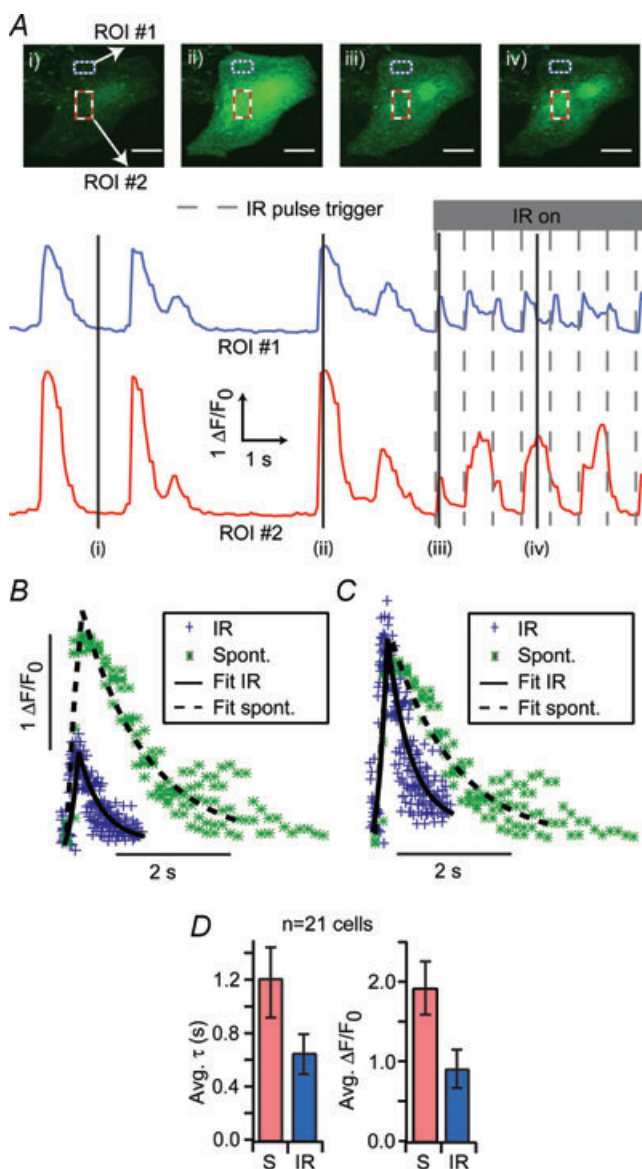 A
ROI #1
i)
ii)
iii)
iv)
ROI #2
IR pulse trigger
IR on
ROI #1
1 ΔF/F0
1 s
ROI #2
(i)
(ii)
(iii)
(iv)
B
IR
Spont.
Fit IR
Fit spont.
1 ΔF/F0
2 s
C
IR
Spont.
Fit IR
Fit spont.
2 s
D
n=21 cells
Avg. τ (s)
1.2
0.8
0.4
0.0
S
IR
Avg. ΔF/F0
2.0
1.0
0.0
S
IR